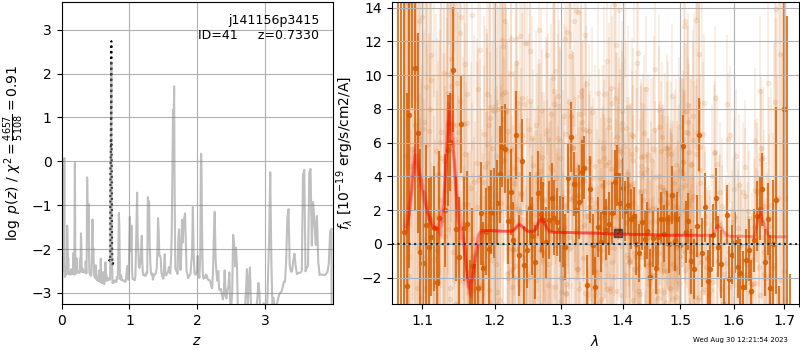 j141156p3415
ID=41 z=0.7330
log p(z) / χ² = 4657/5108 = 0.91
3
2
1
0
−1
−2
−3
0 1 2 3
z
fλ [10⁻¹⁹ erg/s/cm2/A]
14
12
10
8
6
4
2
0
−2
1.1 1.2 1.3 1.4 1.5 1.6 1.7
λ
Wed Aug 30 12:21:54 2023